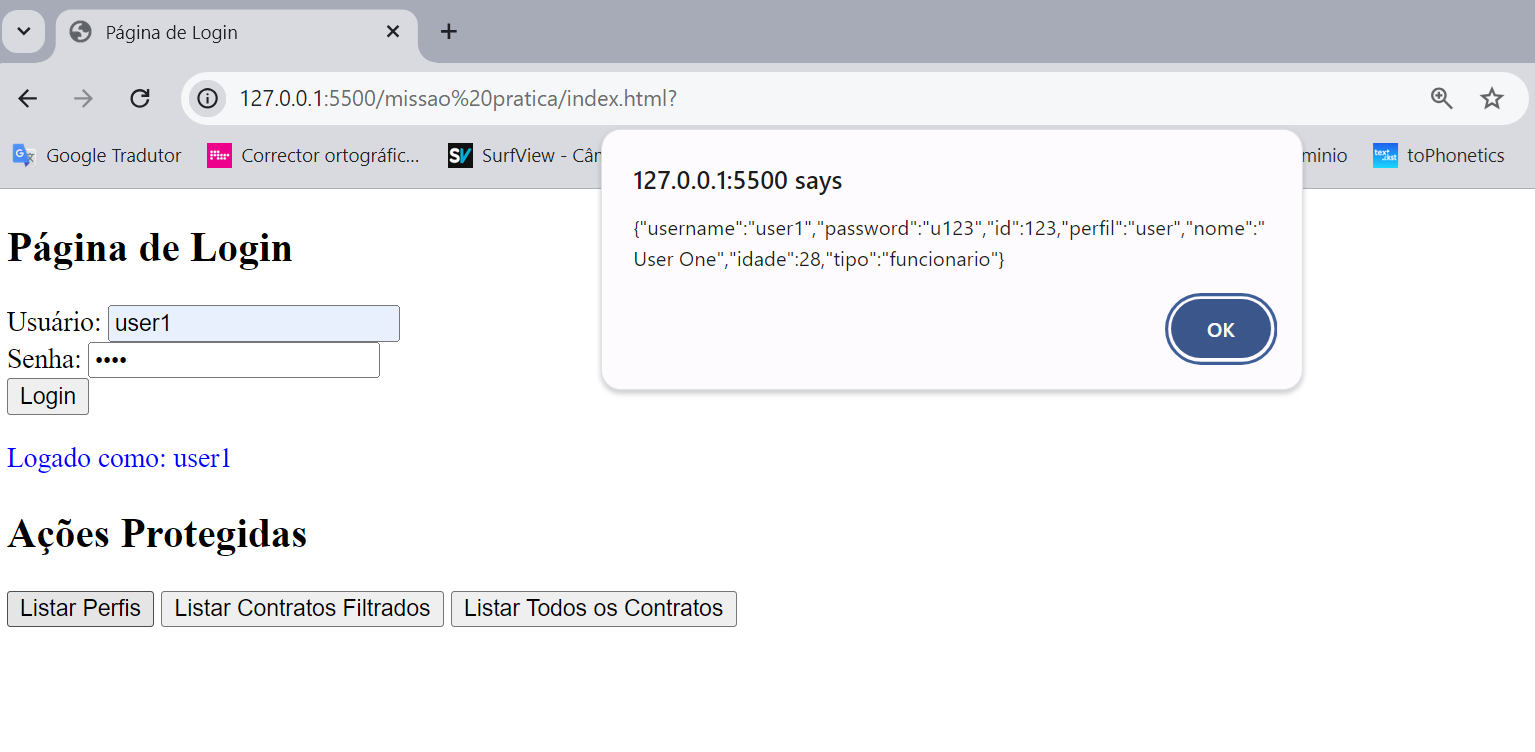 Página de Login
127.0.0.1:5500/missao%20pratica/index.html?
Google Tradutor
Corrector ortográfic...
SV
SurfView - Câ
minio
toPhonetics
127.0.0.1:5500 says
{"username":"user1","password":"u123","id":123,"perfil":"user","nome":"
User One","idade":28,"tipo":"funcionario"}
OK
Página de Login
Usuário: user1
Senha: ••••
Login
Logado como: user1
Ações Protegidas
Listar Perfis Listar Contratos Filtrados Listar Todos os Contratos